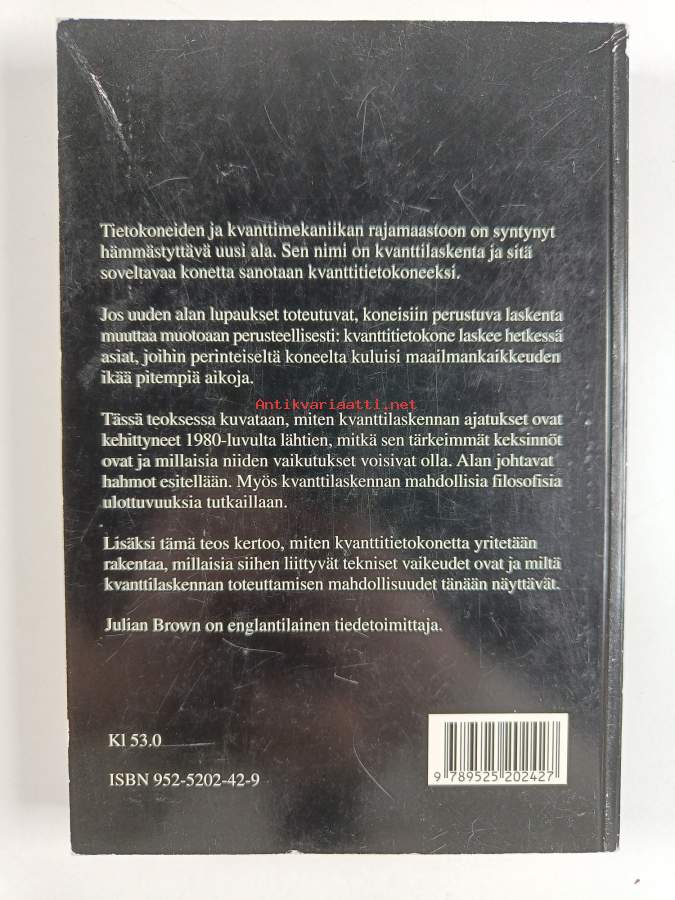 Tietokoneiden ja kvanttimekaniikan rajamaastoon on syntynyt
hämmästyttävä uusi ala. Sen nimi on kvanttilaskenta ja sitä
soveltavaa konetta sanotaan kvanttitietokoneeksi.
Jos uuden alan lupaukset toteutuvat, koneisiin perustuva laskenta
muuttaa muotoaan perusteellisesti: kvanttitietokone laskee hetkessä
asiat, joihin perinteiseltä koneelta kuluisi maailmankaikkeuden
ikää pitempiä aikoja.
Antikvariaatti.net
Tässä teoksessa kuvataan, miten kvanttilaskennan ajatukset ovat
kehittyneet 1980-luvulta lähtien, mitkä sen tärkeimmät keksinnöt
ovat ja millaisia niiden vaikutukset voisivat olla. Alan johtavat
hahmot esitellään. Myös kvanttilaskennan mahdollisia filosofisia
ulottuvuuksia tutkaillaan.
Lisäksi tämä teos kertoo, miten kvanttitietokonetta yritetään
rakentaa, millaisia siihen liittyvät tekniset vaikeudet ovat ja miltä
kvanttilaskennan toteuttamisen mahdollisuudet tänään näyttävät.
Julian Brown on englantilainen tiedetoimittaja.
Kl 53.0
ISBN 952-5202-42-9
9 789525 202427